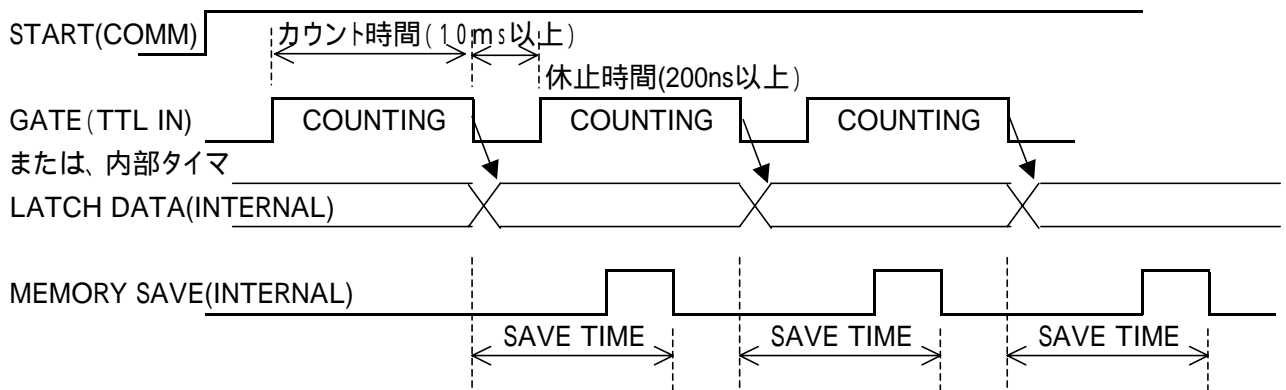 START(COMM)
カウント時間(10ms以上)
休止時間(200ns以上)
GATE(TTL IN) COUNTING COUNTING COUNTING
または、内部タイマ
LATCH DATA(INTERNAL)
MEMORY SAVE(INTERNAL)
SAVE TIME SAVE TIME SAVE TIME